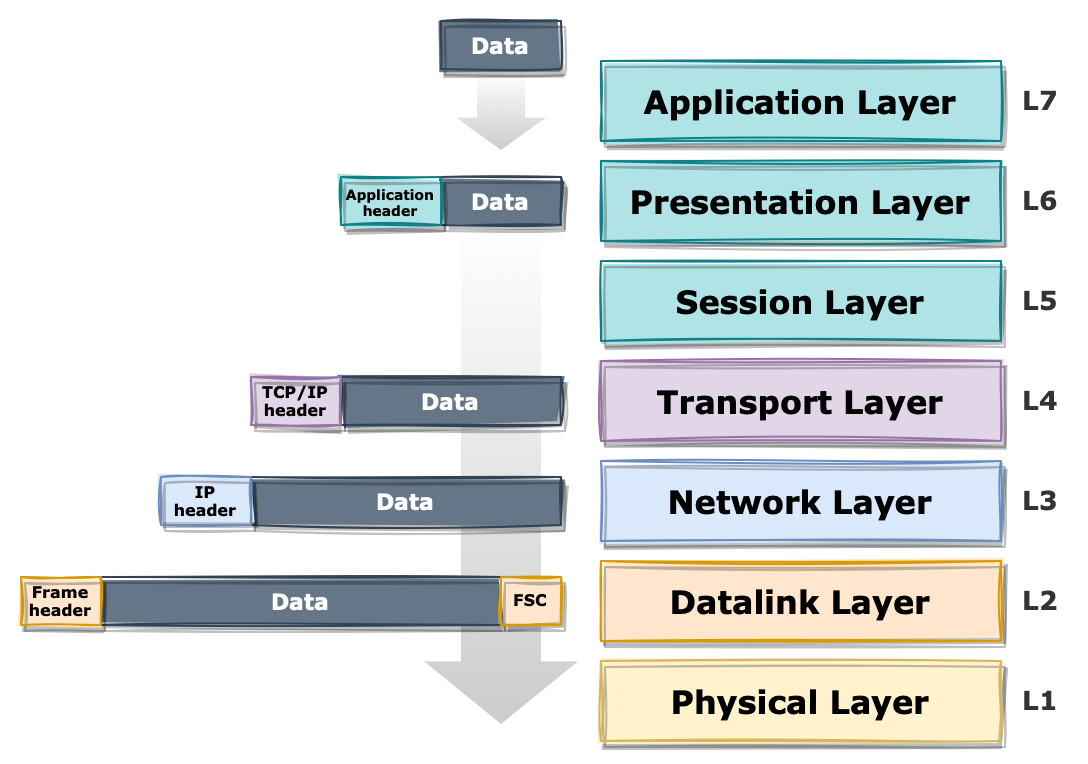 Data
Application Layer
L7
Application
header
Data
Presentation Layer
L6
Session Layer
L5
TCP/IP
header
Data
Transport Layer
L4
IP
header
Data
Network Layer
L3
Frame
header
Data
FSC
Datalink Layer
L2
Physical Layer
L1